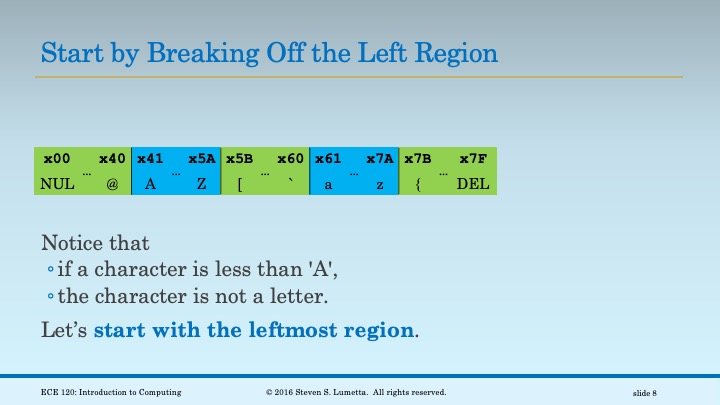 Start by Breaking Off the Left Region
x00 x40 x41 x5A x5B x60 x61 x7A x7B x7F
... ... ... ... ...
NUL @ A Z [ ` a z { DEL
Notice that
◦if a character is less than 'A',
◦the character is not a letter.
Let’s start with the leftmost region.
ECE 120: Introduction to Computing © 2016 Steven S. Lumetta. All rights reserved. slide 8